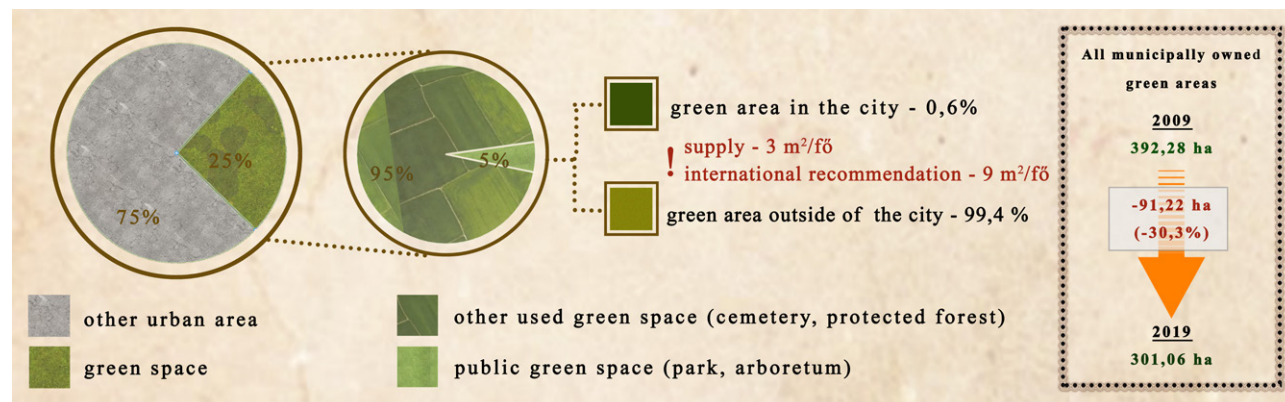 75%
25%
95%
5%
green area in the city - 0,6%
! supply - 3 m²/fő
international recommendation - 9 m²/fő
green area outside of the city - 99,4 %
other urban area
green space
other used green space (cemetery, protected forest)
public green space (park, arboretum)
All municipally owned
green areas
2009
392,28 ha
-91,22 ha
(-30,3%)
2019
301,06 ha